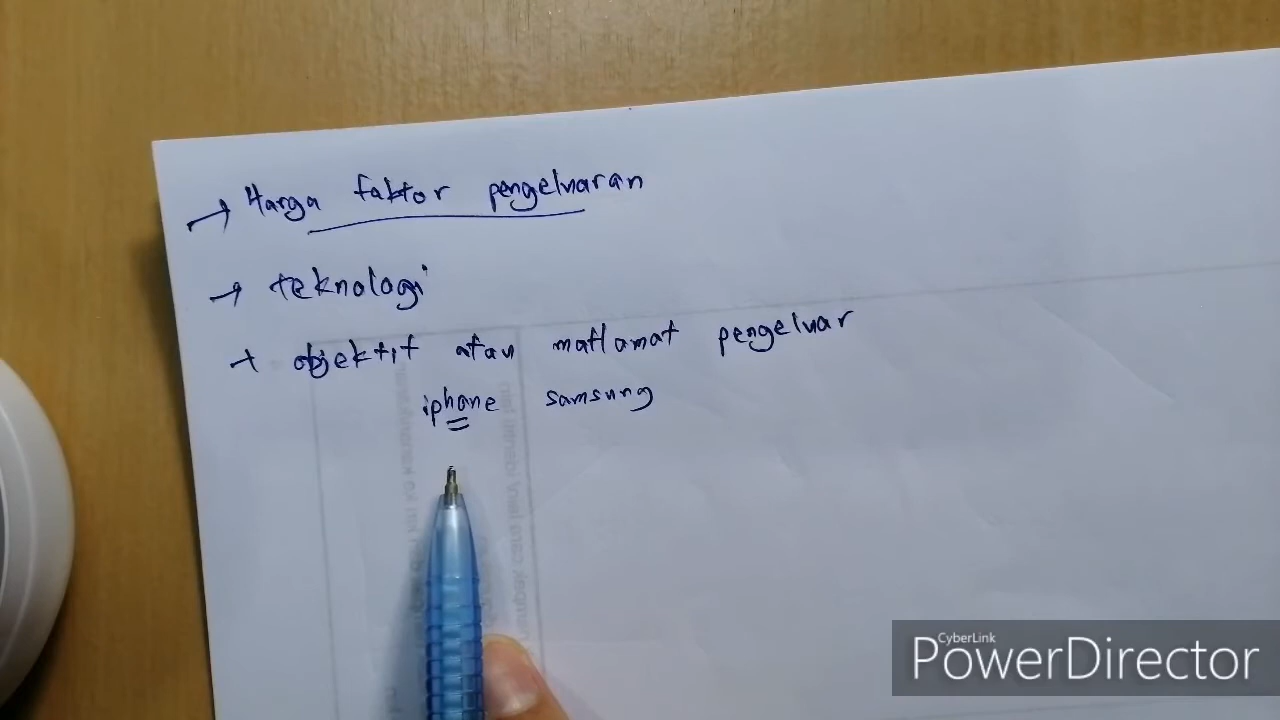 → Harga faktor pengeluaran
→ teknologi
→ objektif atau matlamat pengeluar
iphone samsung
CyberLink
PowerDirector